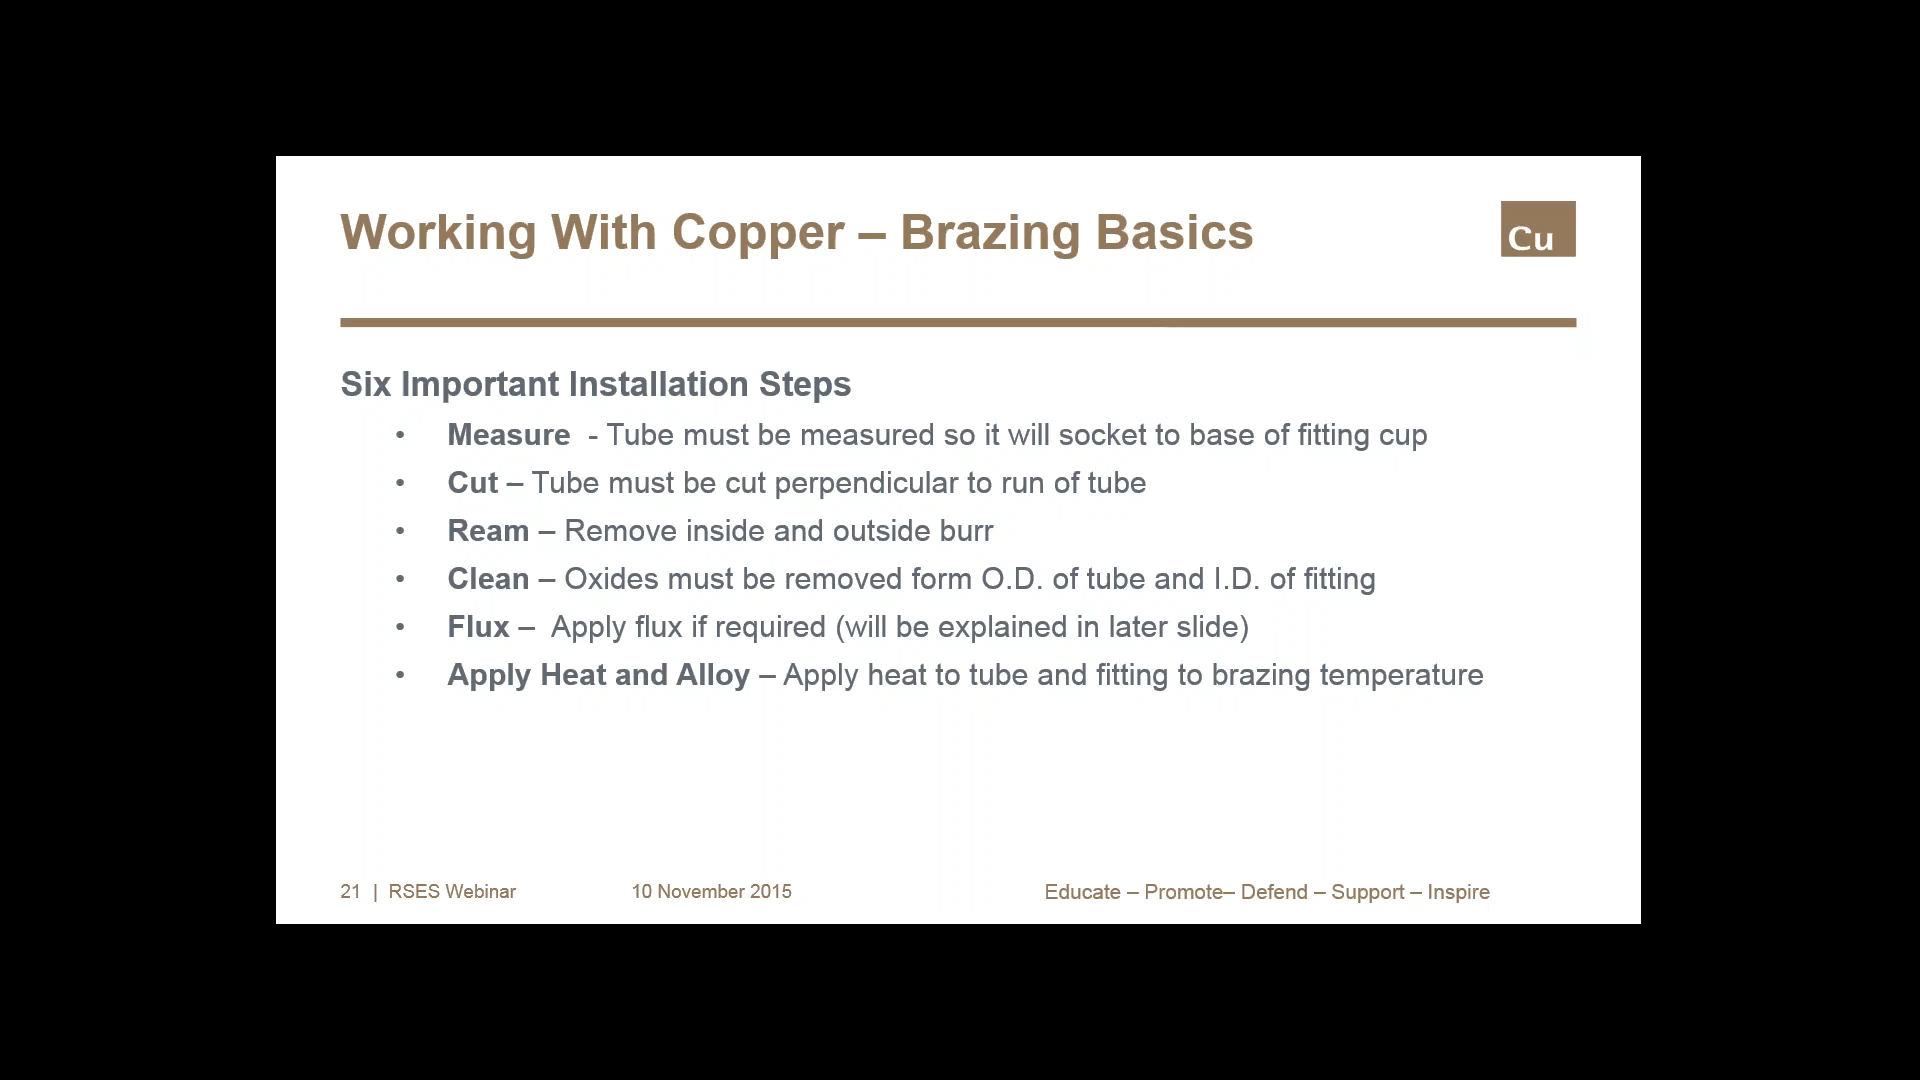 Working With Copper – Brazing Basics
Cu
Six Important Installation Steps
• Measure  - Tube must be measured so it will socket to base of fitting cup
• Cut – Tube must be cut perpendicular to run of tube
• Ream – Remove inside and outside burr
• Clean – Oxides must be removed form O.D. of tube and I.D. of fitting
• Flux –  Apply flux if required (will be explained in later slide)
• Apply Heat and Alloy – Apply heat to tube and fitting to brazing temperature
21 | RSES Webinar 10 November 2015 Educate – Promote– Defend – Support – Inspire